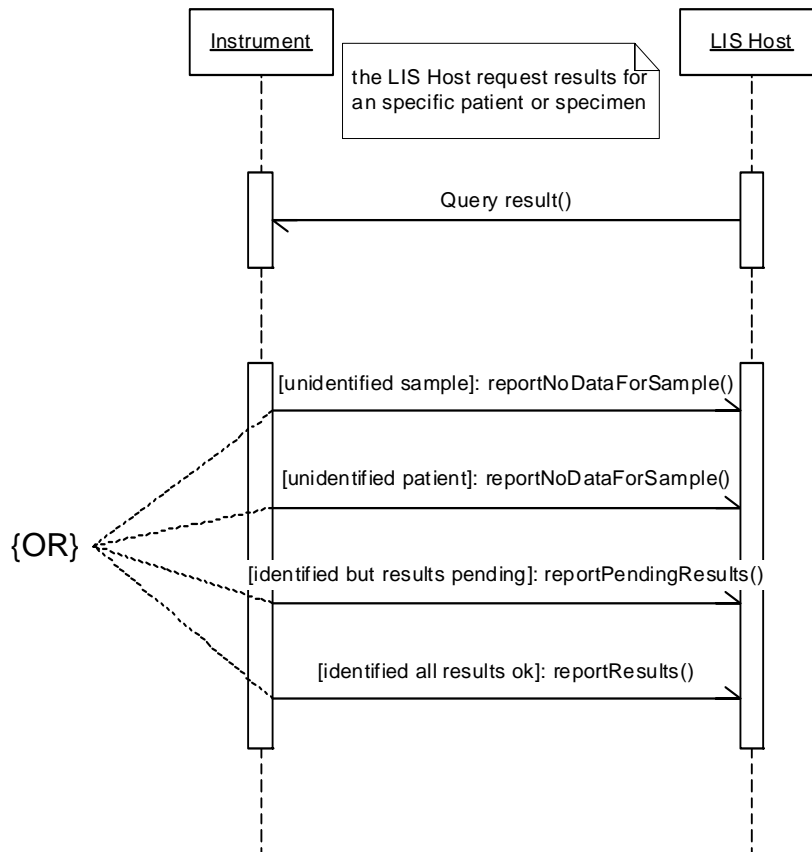 Instrument
LIS Host
the LIS Host request results for
an specific patient or specimen
Query result()
[unidentified sample]: reportNoDataForSample()
[unidentified patient]: reportNoDataForSample()
{OR}
[identified but results pending]: reportPendingResults()
[identified all results ok]: reportResults()